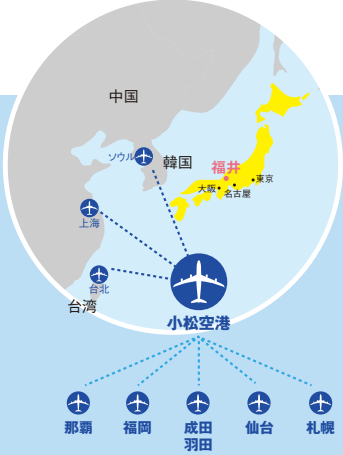 中国
ソウル
韓国
福井
大阪
名古屋
東京
上海
台北
台湾
小松空港
那覇
福岡
成田
羽田
仙台
札幌